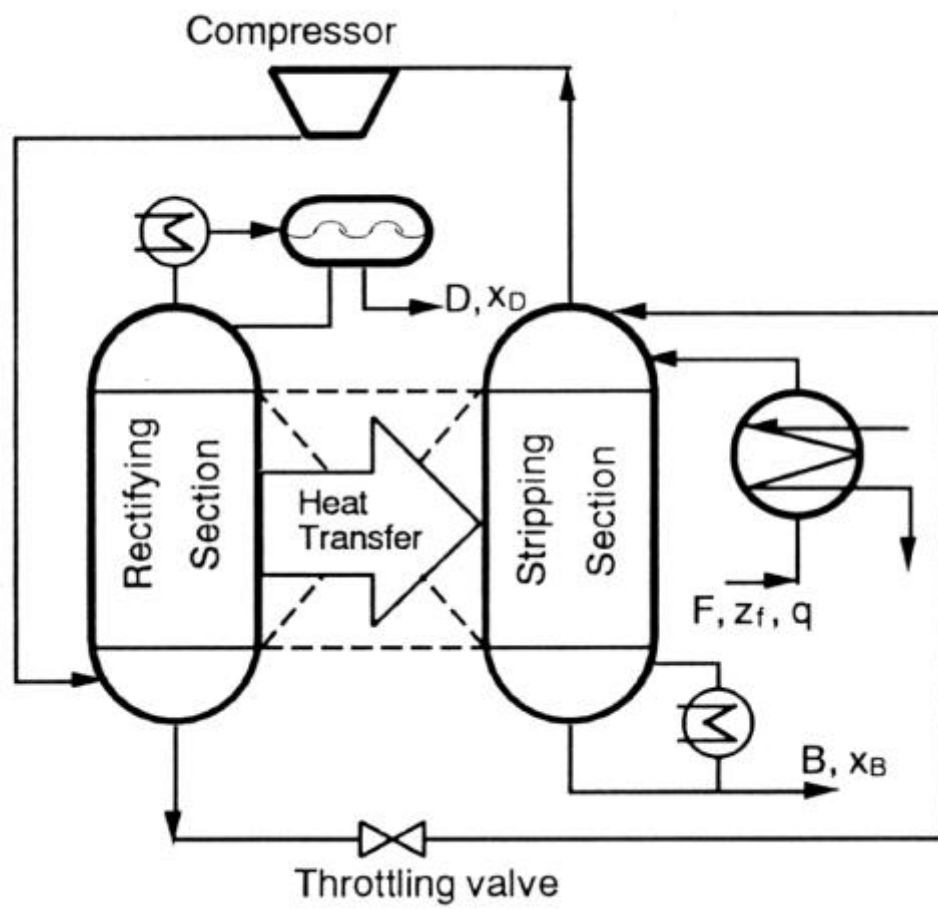 Compressor
D, xD
Rectifying
Section
Heat
Transfer
Stripping
Section
F, zf, q
B, xB
Throttling valve